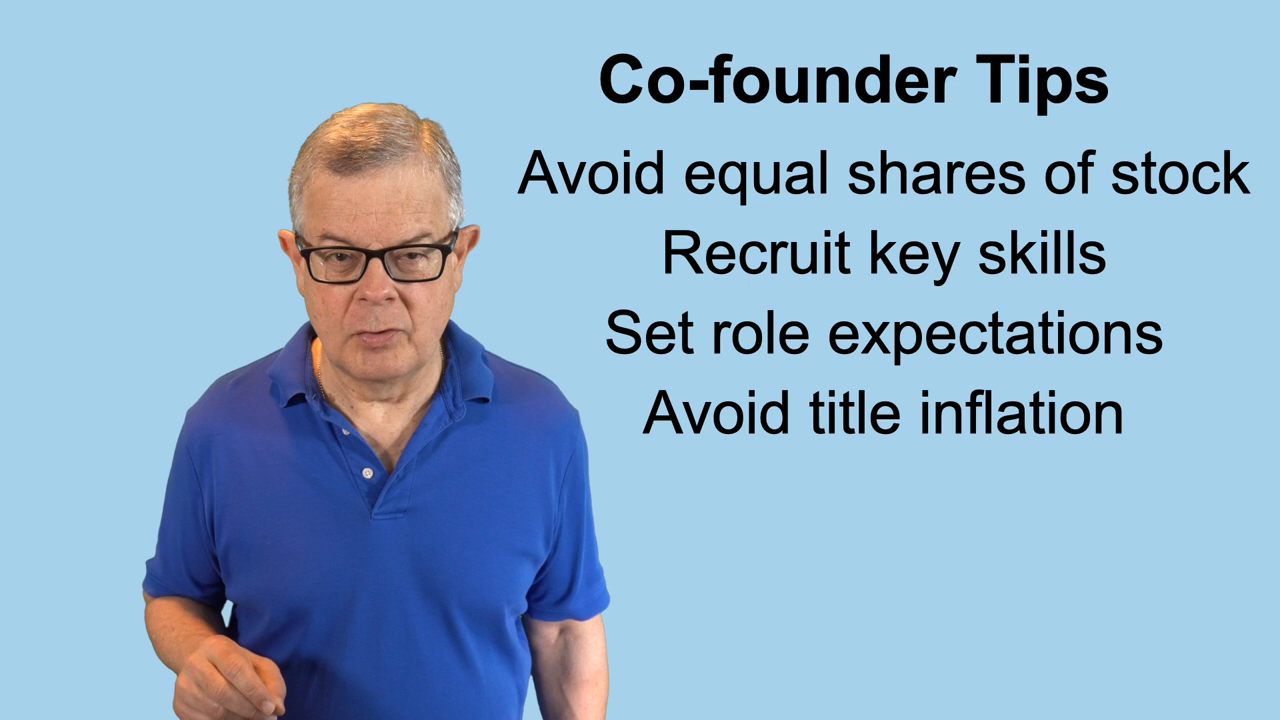 Co-founder Tips
Avoid equal shares of stock
Recruit key skills
Set role expectations
Avoid title inflation